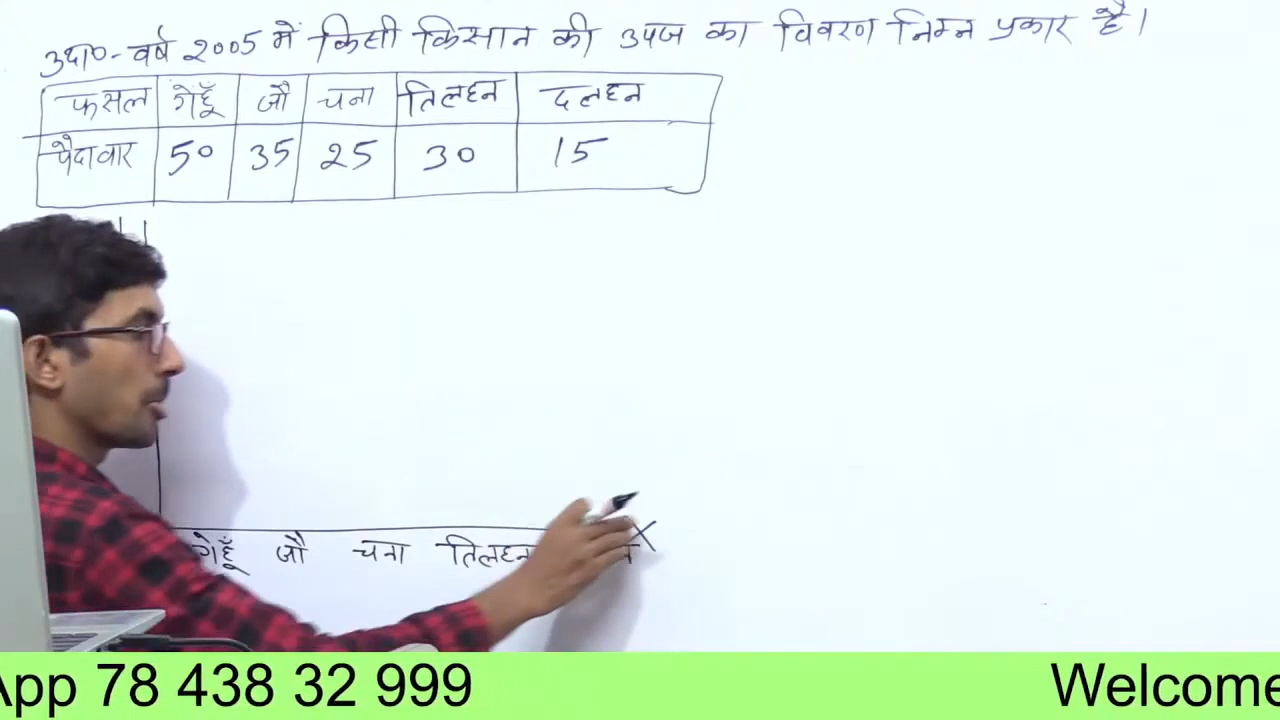 उदा०-वर्ष २००5 में किसी किसान की उपज का विवरण निम्न प्रकार है।
फसल गेहूँ जौ चना तिलहन दलहन
पैदावार 50 35 25 30 15
X
गेहूँ जौ चना तिलहन
App 78 438 32 999 Welcome